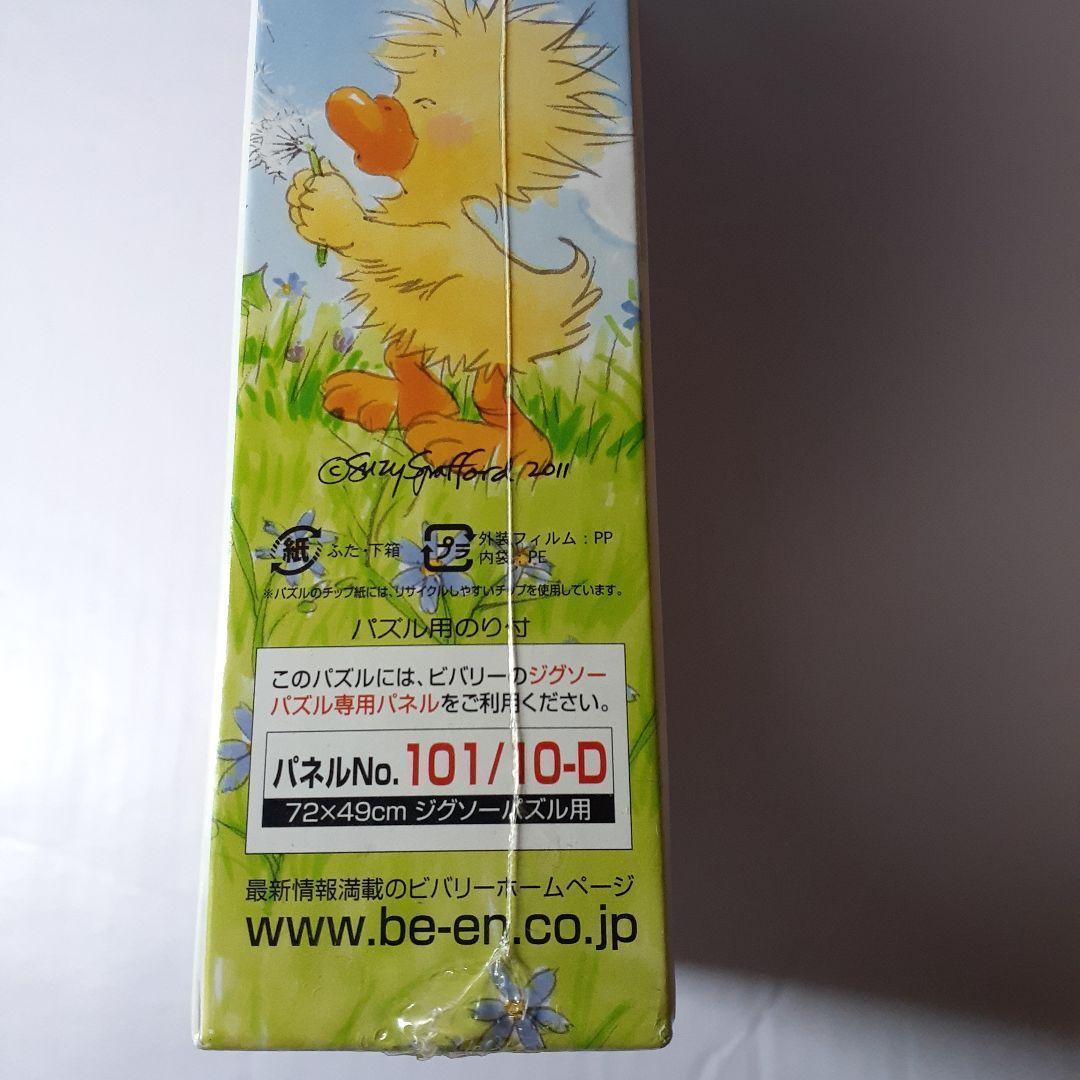 ©Suzy Spafford 2011
紙 ふた・下箱
プラ 外装フィルム：PP
内袋：PE
※パズルのチップ紙には、リサイクルしやすいチップを使用しています。
パズル用のり付
このパズルには、ビバリーのジグソー
パズル専用パネルをご利用ください。
パネルNo.101/10-D
72×49cm ジグソーパズル用
最新情報満載のビバリーホームページ
www.be-en.co.jp